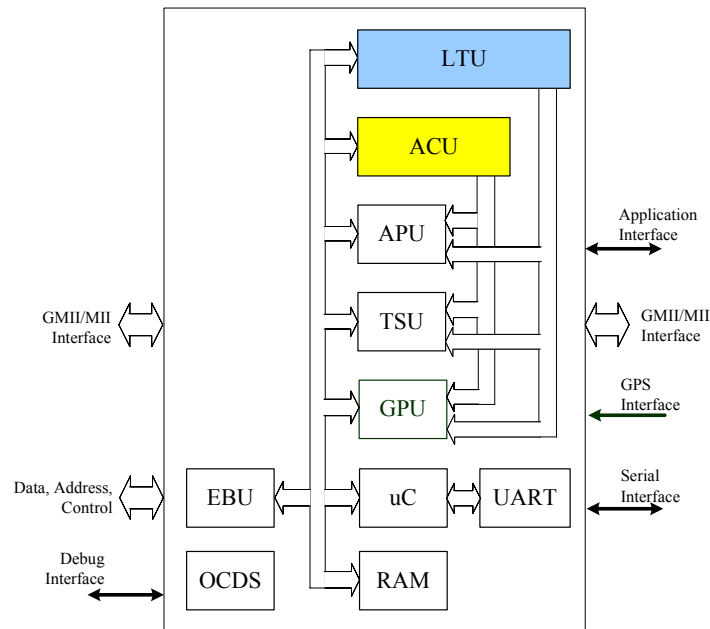 LTU
ACU
APU
Application
Interface
GMII/MII
Interface
TSU
GMII/MII
Interface
GPU
GPS
Interface
Data, Address,
Control
EBU
uC
UART
Serial
Interface
Debug
Interface
OCDS
RAM